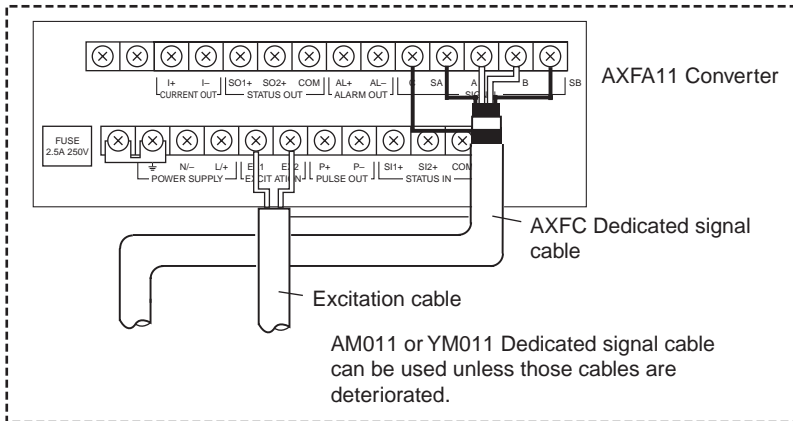 I+ I– SO1+ SO2+ COM AL+ AL– C SA A B SB
CURRENT OUT STATUS OUT ALARM OUT
AXFA11 Converter
FUSE
2.5A 250V
N/– L/+ EX1 EX2 P+ P– SI1+ SI2+ COM
POWER SUPPLY EXCITATION PULSE OUT STATUS IN
AXFC Dedicated signal
cable
Excitation cable
AM011 or YM011 Dedicated signal cable
can be used unless those cables are
deteriorated.